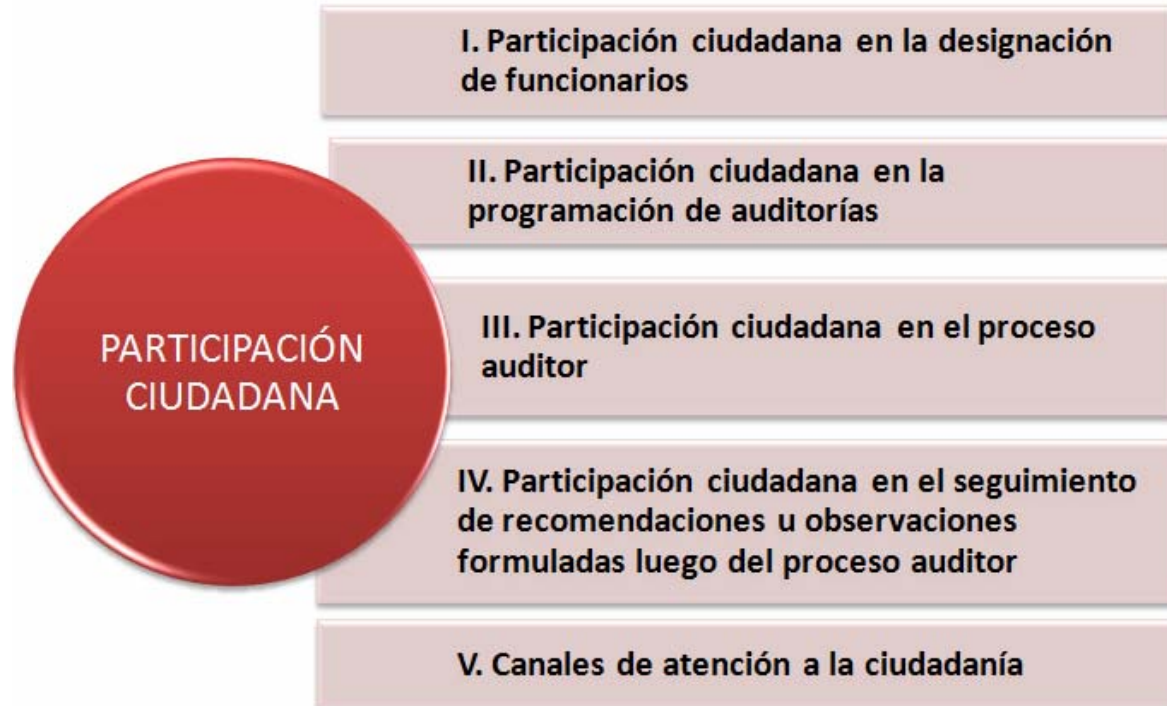 I. Participación ciudadana en la designación
de funcionarios
II. Participación ciudadana en la
programación de auditorías
PARTICIPACIÓN
CIUDADANA
III. Participación ciudadana en el proceso
auditor
IV. Participación ciudadana en el seguimiento
de recomendaciones u observaciones
formuladas luego del proceso auditor
V. Canales de atención a la ciudadanía